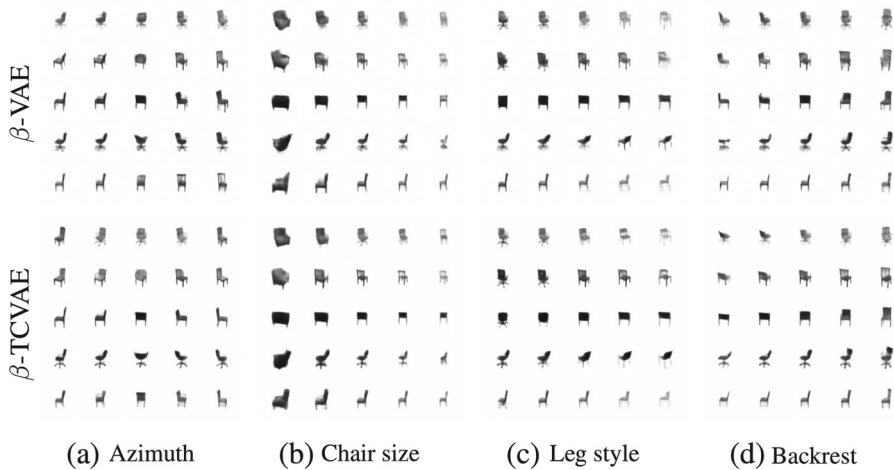 β-VAE
β-TCVAE
(a) Azimuth
(b) Chair size
(c) Leg style
(d) Backrest